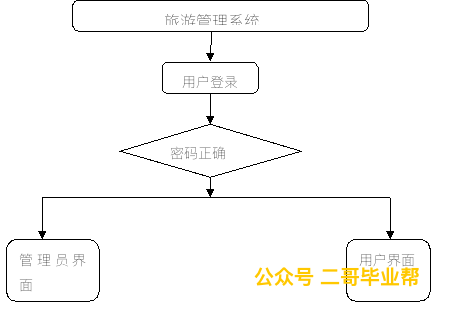 旅游管理系统
用户登录
密码正确
管理员界
面
用户界面
公众号 二哥毕业帮